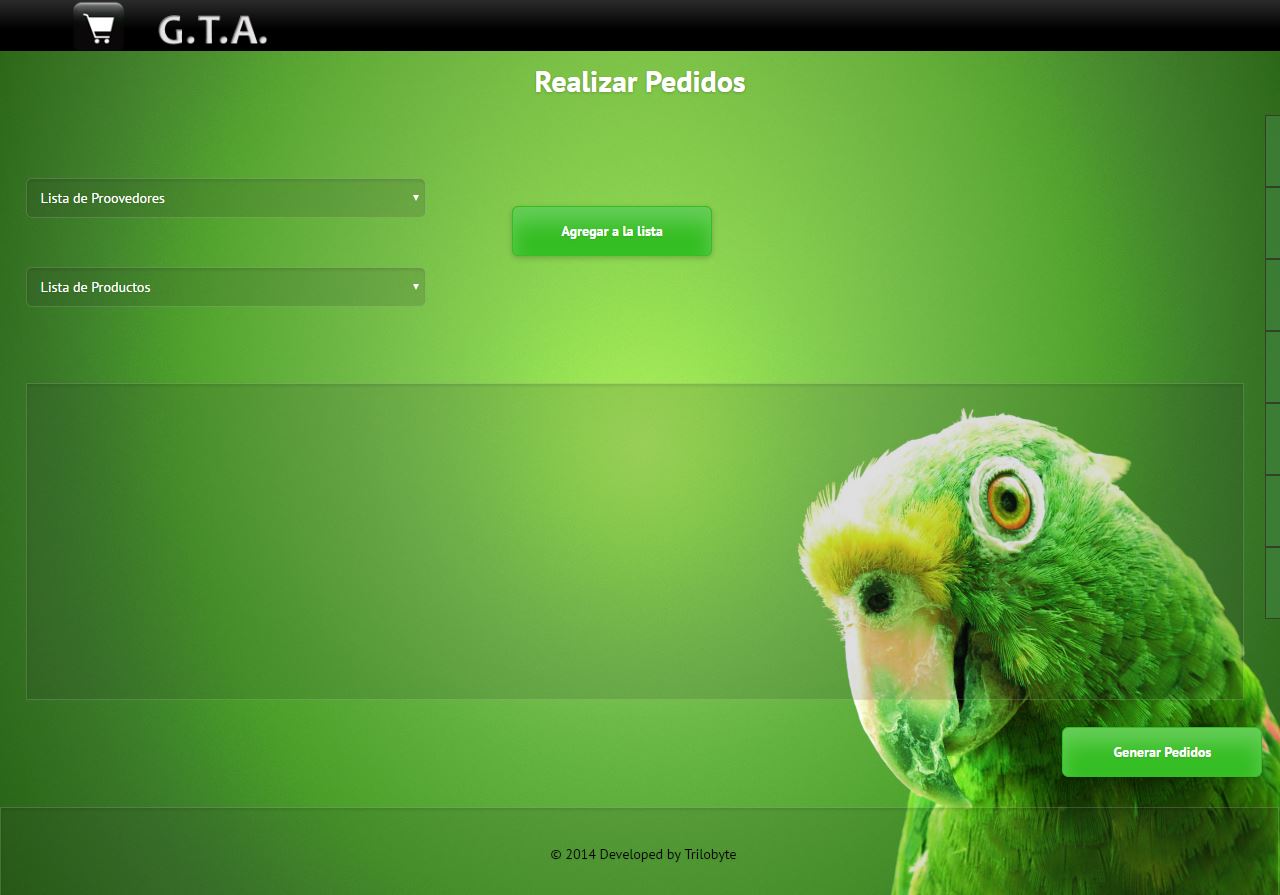 G.T.A.
Realizar Pedidos
Lista de Proovedores
Agregar a la lista
Lista de Productos
Generar Pedidos
© 2014 Developed by Trilobyte